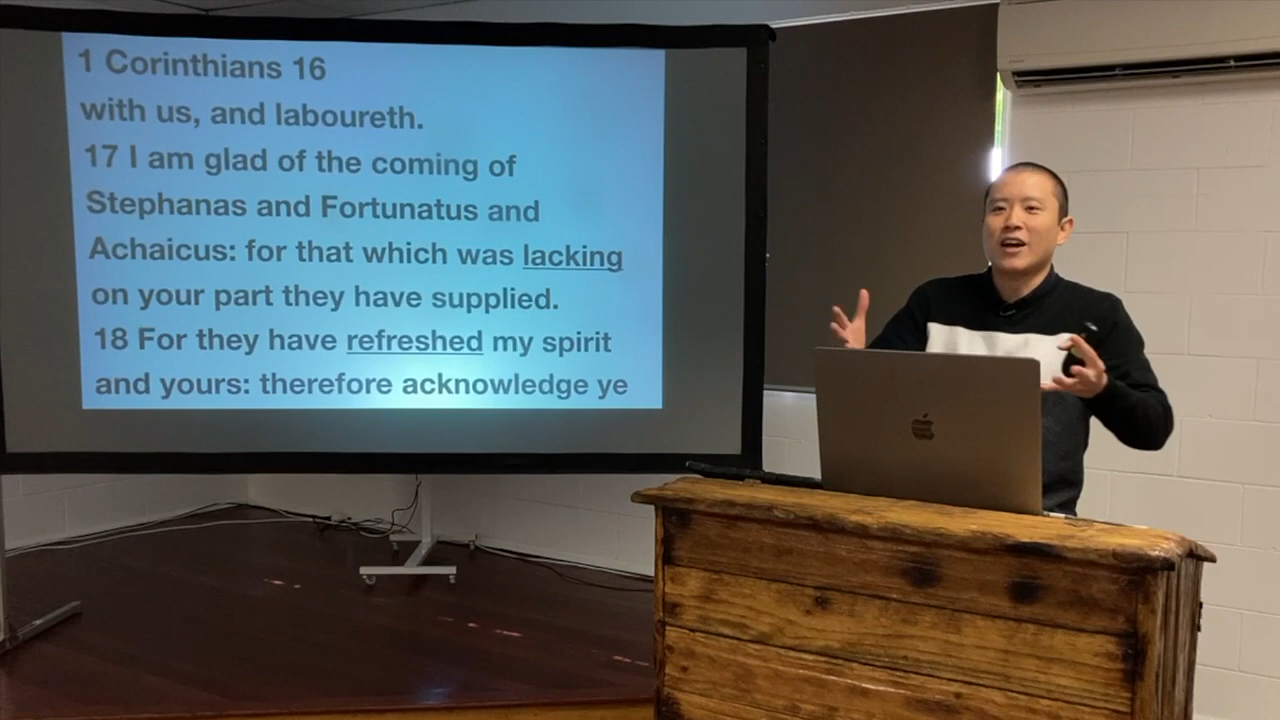 1 Corinthians 16
with us, and laboureth.
17 I am glad of the coming of
Stephanas and Fortunatus and
Achaicus: for that which was lacking
on your part they have supplied.
18 For they have refreshed my spirit
and yours: therefore acknowledge ye